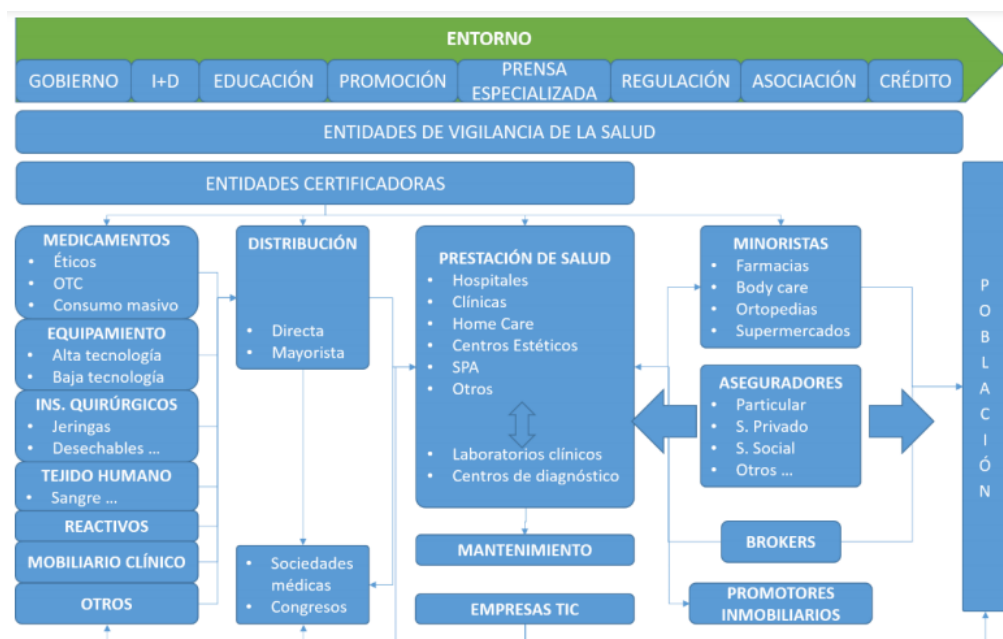 ENTORNO
GOBIERNO
I+D
EDUCACIÓN
PROMOCIÓN
PRENSA
ESPECIALIZADA
REGULACIÓN
ASOCIACIÓN
CRÉDITO
ENTIDADES DE VIGILANCIA DE LA SALUD
ENTIDADES CERTIFICADORAS
MEDICAMENTOS
• Éticos
• OTC
• Consumo masivo
EQUIPAMIENTO
• Alta tecnología
• Baja tecnología
INS. QUIRÚRGICOS
• Jeringas
• Desechables ...
TEJIDO HUMANO
• Sangre ...
REACTIVOS
MOBILIARIO CLÍNICO
OTROS
DISTRIBUCIÓN
• Directa
• Mayorista
• Sociedades
médicas
• Congresos
PRESTACIÓN DE SALUD
• Hospitales
• Clínicas
• Home Care
• Centros Estéticos
• SPA
• Otros
• Laboratorios clínicos
• Centros de diagnóstico
MANTENIMIENTO
EMPRESAS TIC
MINORISTAS
• Farmacias
• Body care
• Ortopedias
• Supermercados
ASEGURADORES
• Particular
• S. Privado
• S. Social
• Otros ...
BROKERS
PROMOTORES
INMOBILIARIOS
POBLACIÓN